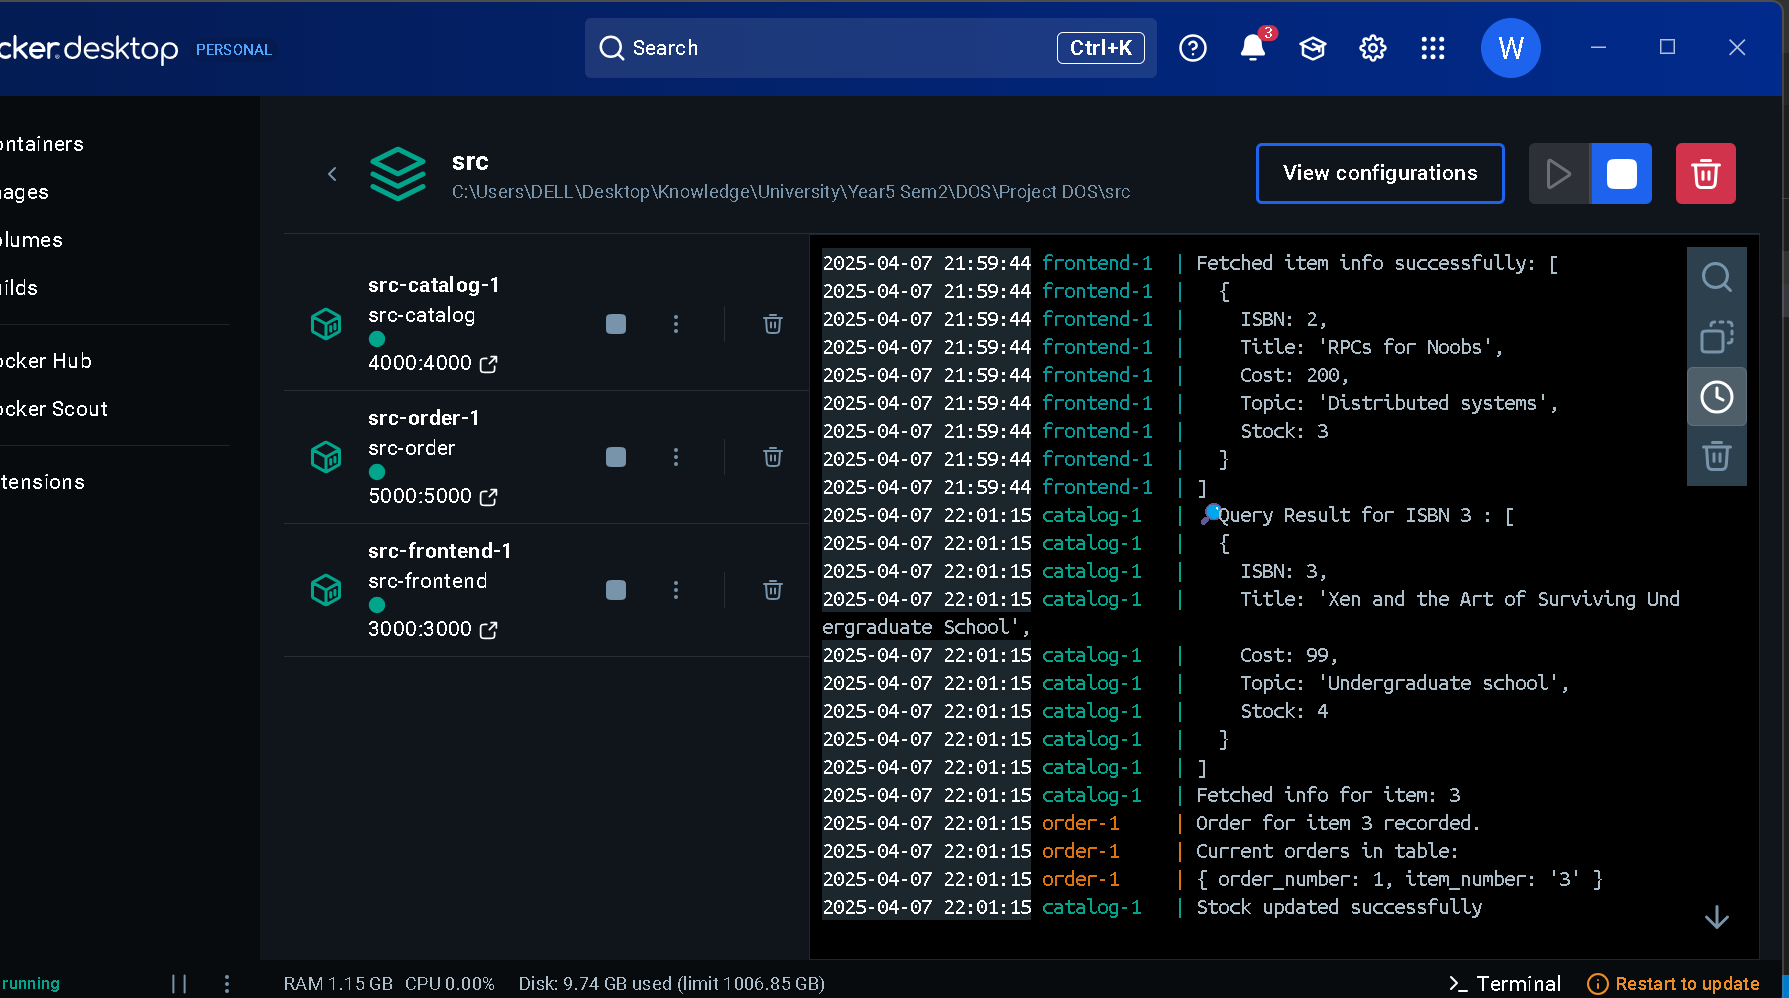 cker desktop PERSONAL
Search
Ctrl+K
3
W
ontainers
ages
olumes
ilds
ocker Hub
ocker Scout
tensions
src
C:\Users\DELL\Desktop\Knowledge\University\Year5 Sem2\DOS\Project DOS\src
View configurations
src-catalog-1
src-catalog
4000:4000
src-order-1
src-order
5000:5000
src-frontend-1
src-frontend
3000:3000
2025-04-07 21:59:44 frontend-1 | Fetched item info successfully: [
2025-04-07 21:59:44 frontend-1 | {
2025-04-07 21:59:44 frontend-1 | ISBN: 2,
2025-04-07 21:59:44 frontend-1 | Title: 'RPCs for Noobs',
2025-04-07 21:59:44 frontend-1 | Cost: 200,
2025-04-07 21:59:44 frontend-1 | Topic: 'Distributed systems',
2025-04-07 21:59:44 frontend-1 | Stock: 3
2025-04-07 21:59:44 frontend-1 | }
2025-04-07 21:59:44 frontend-1 | ]
2025-04-07 22:01:15 catalog-1 | 🔎Query Result for ISBN 3 : [
2025-04-07 22:01:15 catalog-1 | {
2025-04-07 22:01:15 catalog-1 | ISBN: 3,
2025-04-07 22:01:15 catalog-1 | Title: 'Xen and the Art of Surviving Und
ergraduate School',
2025-04-07 22:01:15 catalog-1 | Cost: 99,
2025-04-07 22:01:15 catalog-1 | Topic: 'Undergraduate school',
2025-04-07 22:01:15 catalog-1 | Stock: 4
2025-04-07 22:01:15 catalog-1 | }
2025-04-07 22:01:15 catalog-1 | ]
2025-04-07 22:01:15 catalog-1 | Fetched info for item: 3
2025-04-07 22:01:15 order-1 | Order for item 3 recorded.
2025-04-07 22:01:15 order-1 | Current orders in table:
2025-04-07 22:01:15 order-1 | { order_number: 1, item_number: '3' }
2025-04-07 22:01:15 catalog-1 | Stock updated successfully
running
RAM 1.15 GB CPU 0.00% Disk: 9.74 GB used (limit 1006.85 GB)
>_ Terminal
Restart to update